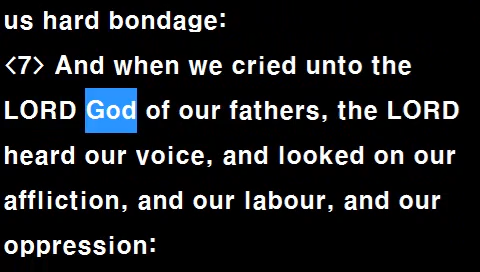 us hard bondage:
<7> And when we cried unto the
LORD God of our fathers, the LORD
heard our voice, and looked on our
affliction, and our labour, and our
oppression: